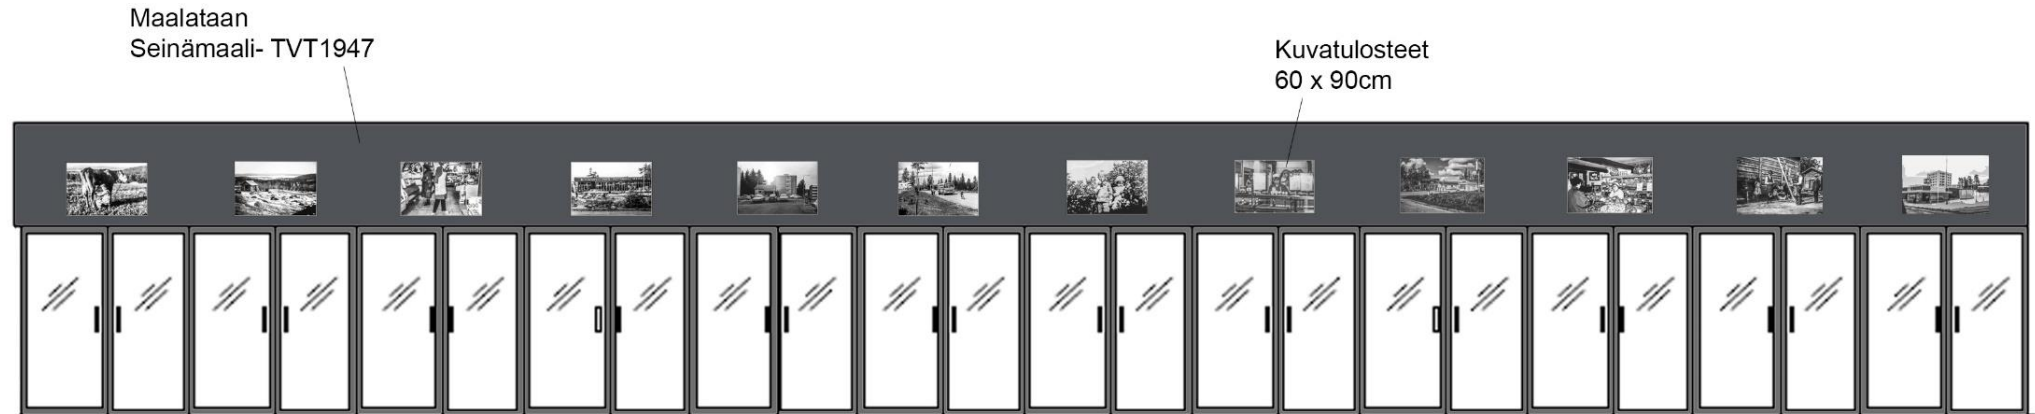 Maalataan
Seinämaali- TVT1947
Kuvatulosteet
60 x 90cm